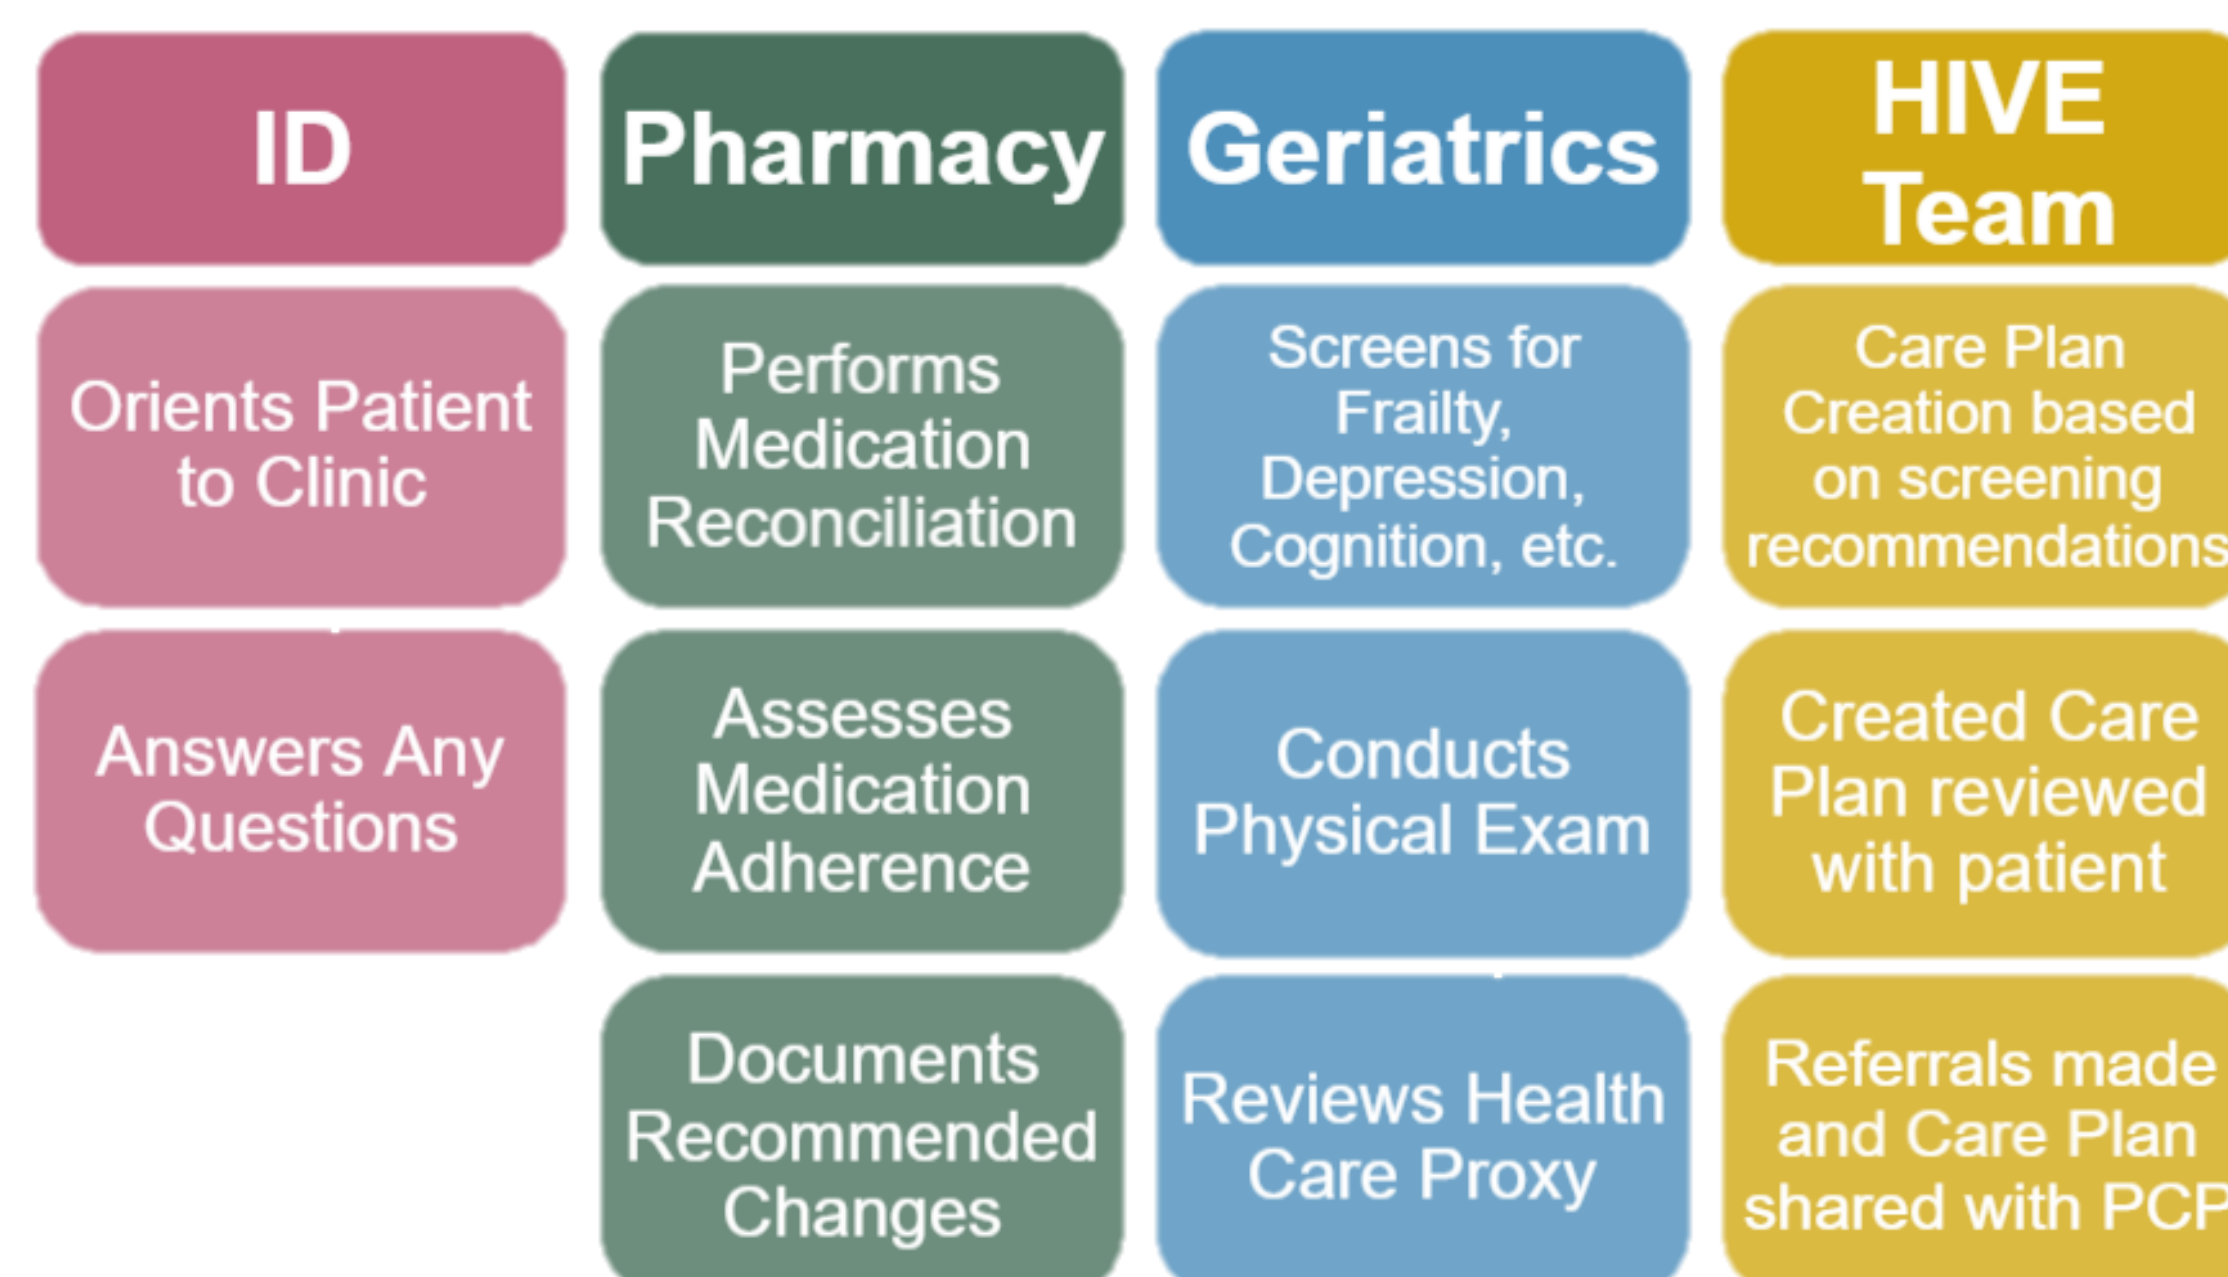 ID
Orients Patient
to Clinic
Answers Any
Questions
Pharmacy
Performs
Medication
Reconciliation
Assesses
Medication
Adherence
Documents
Recommended
Changes
Geriatrics
Screens for
Frailty,
Depression,
Cognition, etc.
Conducts
Physical Exam
Reviews Health
Care Proxy
HIVE
Team
Care Plan
Creation based
on screening
recommendations
Created Care
Plan reviewed
with patient
Referrals made
and Care Plan
shared with PCP